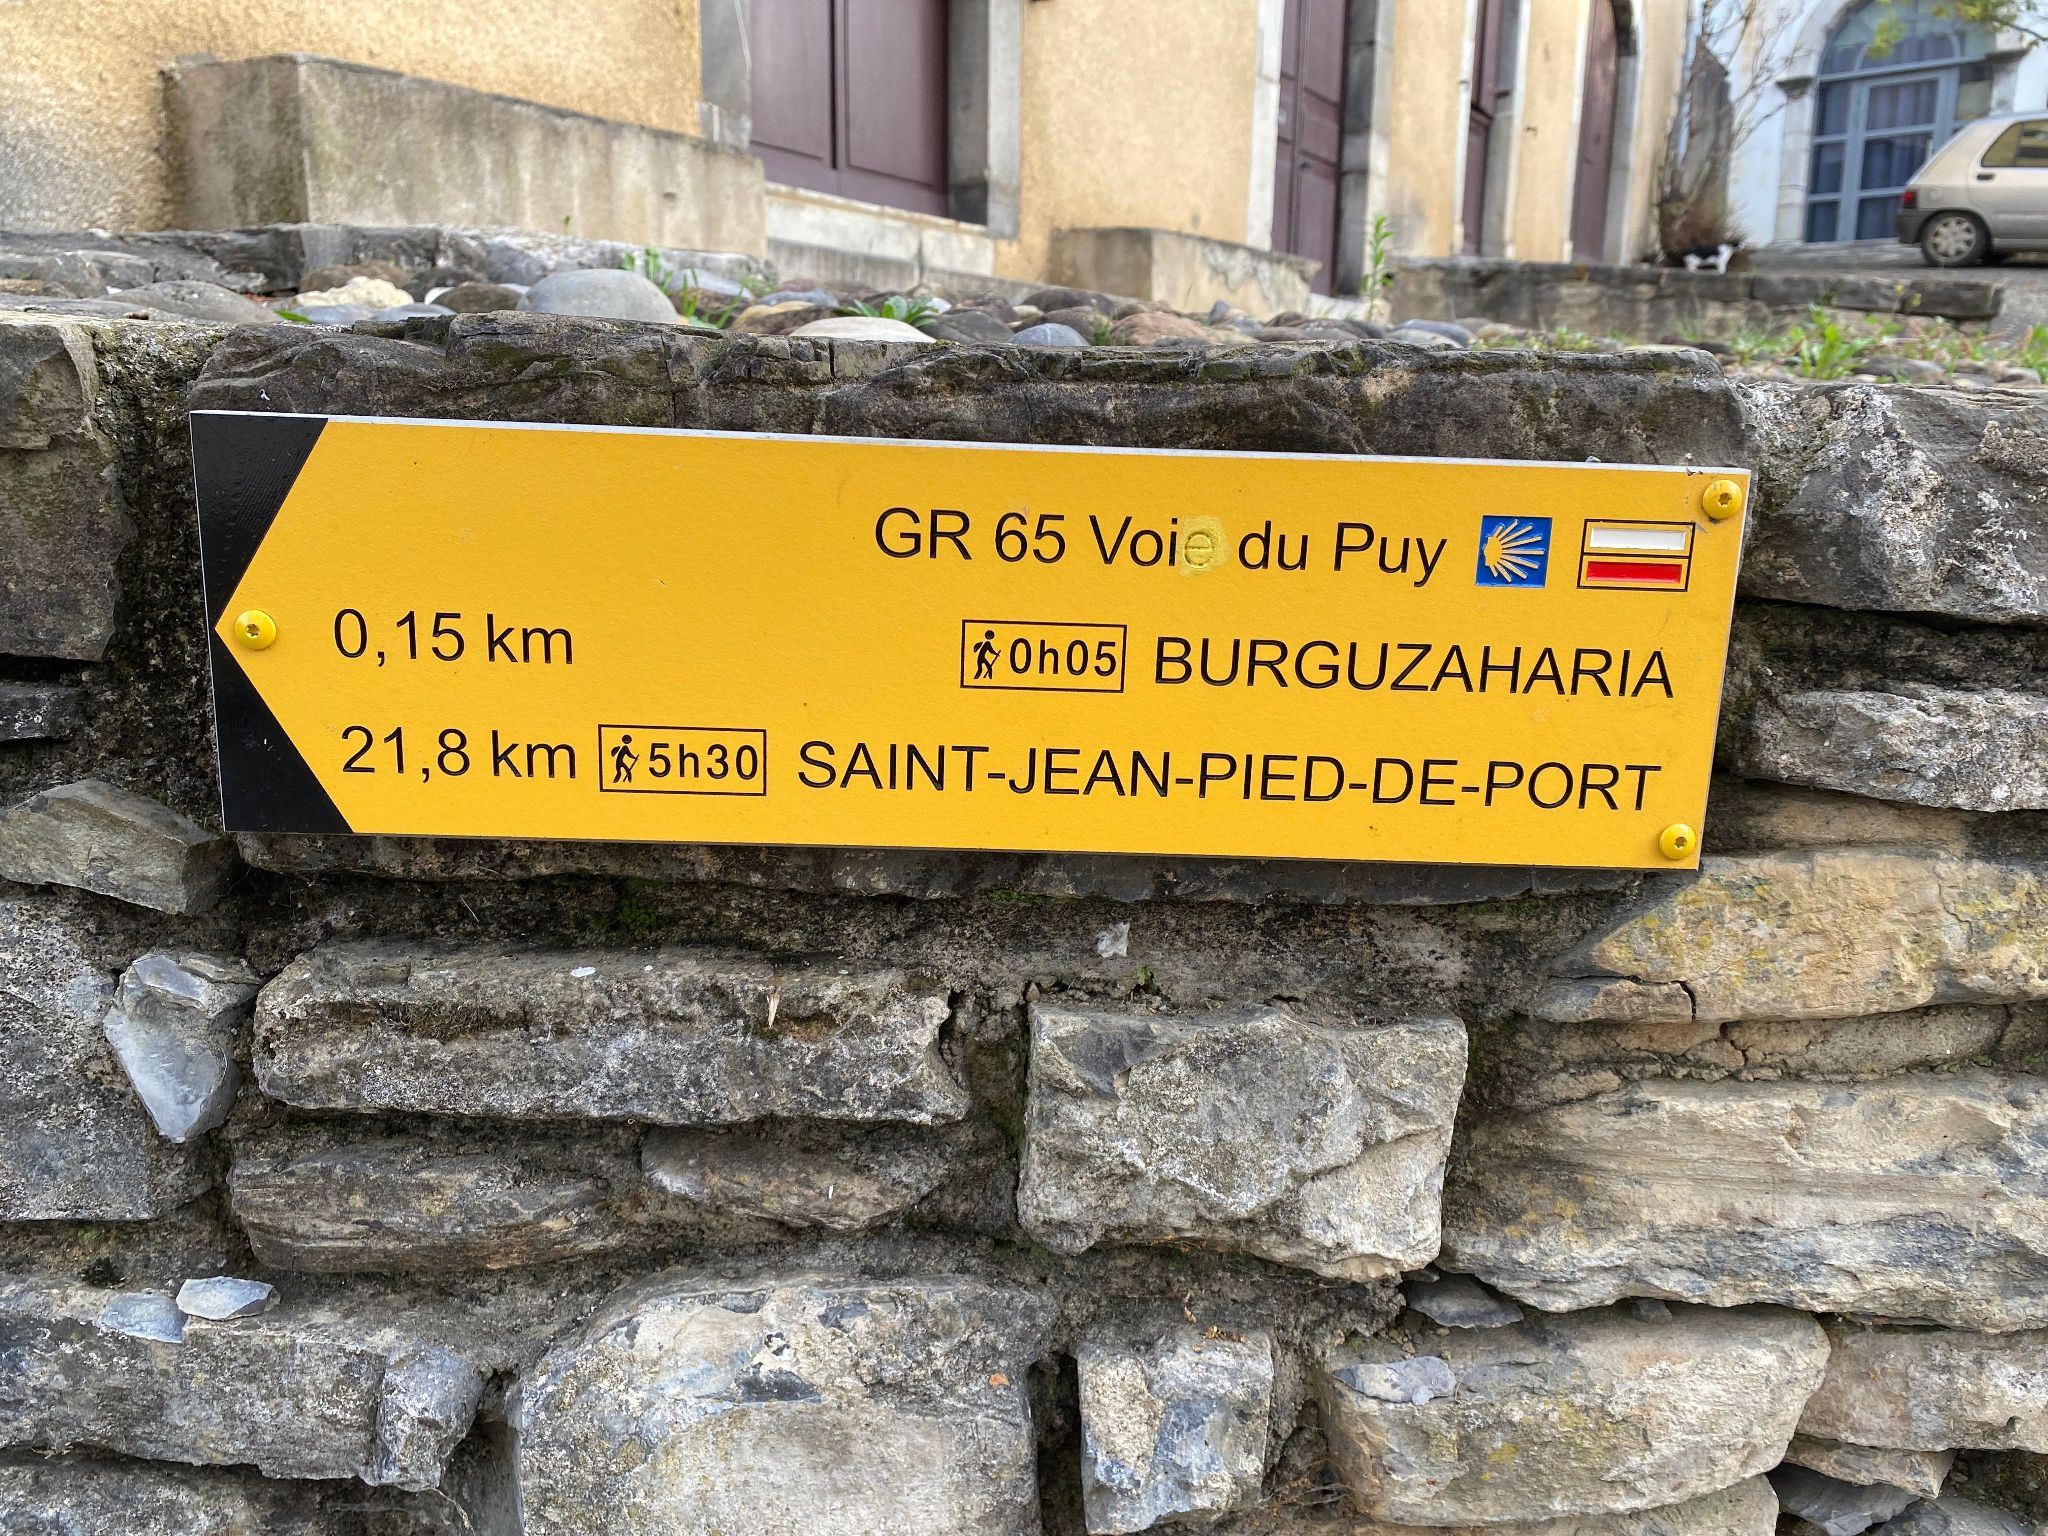 GR 65 Voie du Puy
0,15 km 0h05 BURGUZAHARIA
21,8 km 5h30 SAINT-JEAN-PIED-DE-PORT